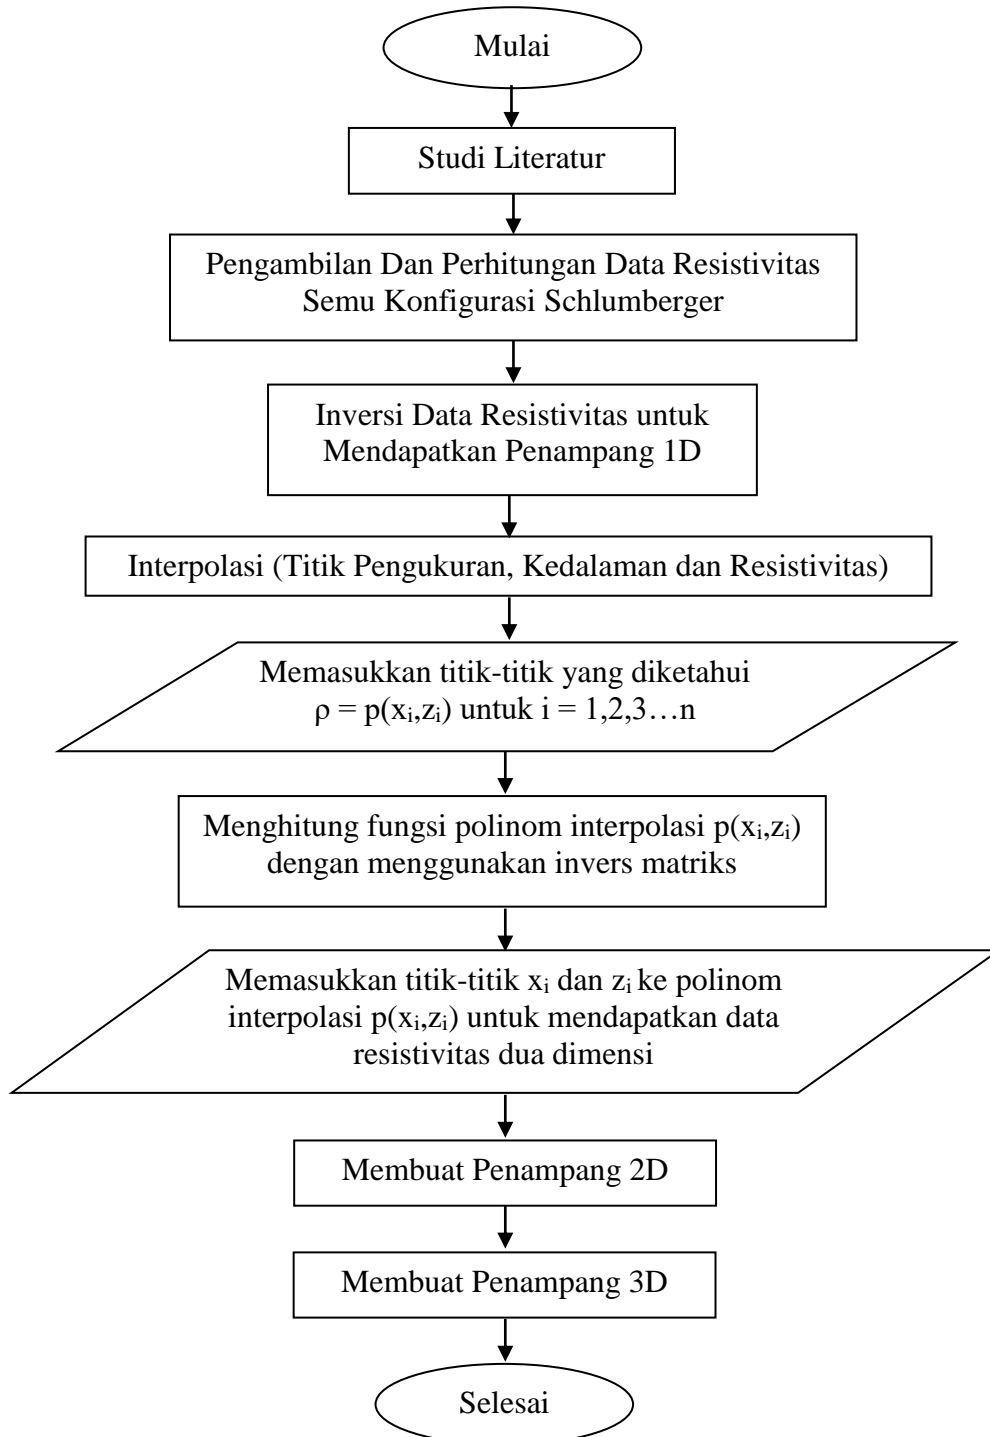 Mulai
Studi Literatur
Pengambilan Dan Perhitungan Data Resistivitas
Semu Konfigurasi Schlumberger
Inversi Data Resistivitas untuk
Mendapatkan Penampang 1D
Interpolasi (Titik Pengukuran, Kedalaman dan Resistivitas)
Memasukkan titik-titik yang diketahui
ρ = p(xᵢ,zᵢ) untuk i = 1,2,3…n
Menghitung fungsi polinom interpolasi p(xᵢ,zᵢ)
dengan menggunakan invers matriks
Memasukkan titik-titik xᵢ dan zᵢ ke polinom
interpolasi p(xᵢ,zᵢ) untuk mendapatkan data
resistivitas dua dimensi
Membuat Penampang 2D
Membuat Penampang 3D
Selesai